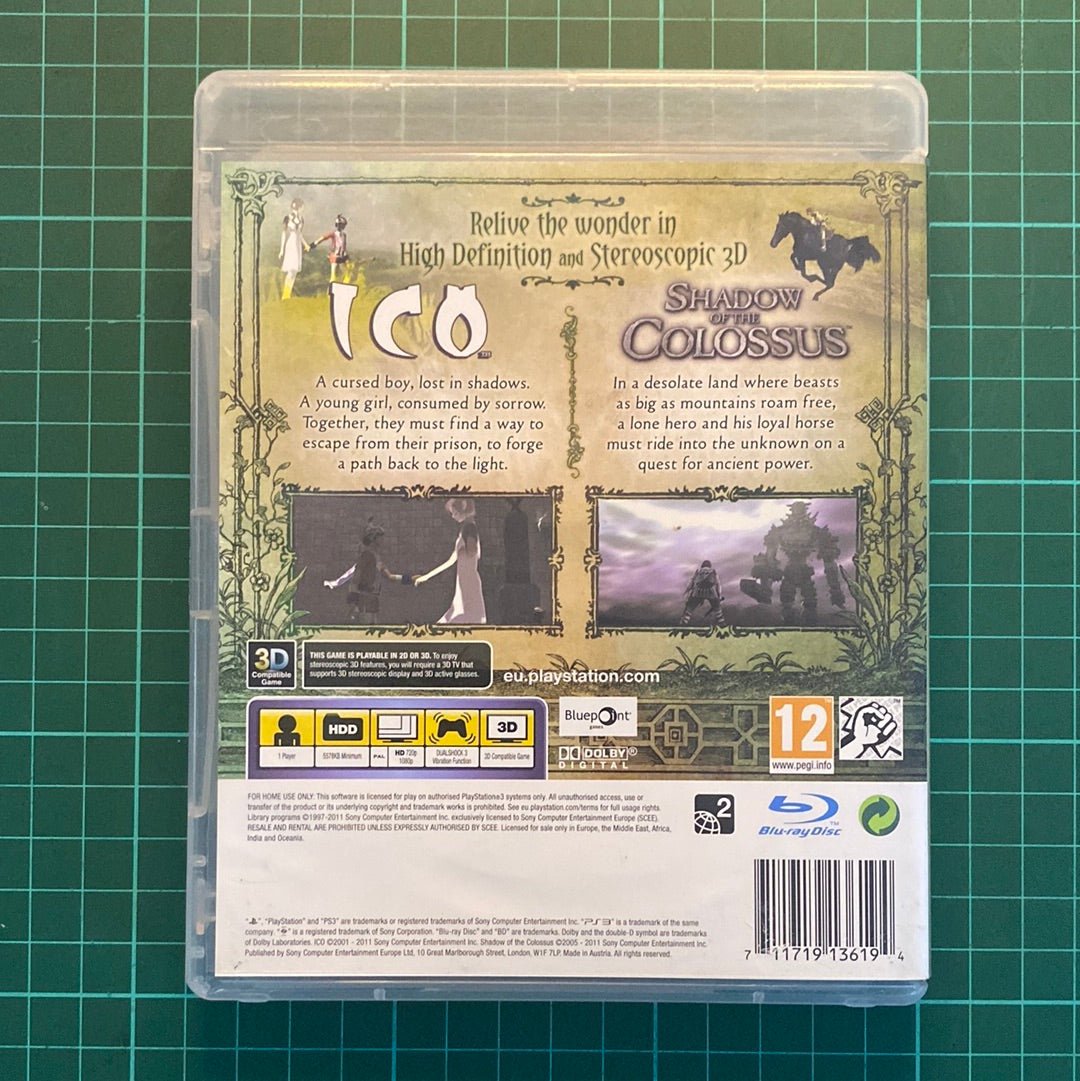 Relive the wonder in
High Definition and Stereoscopic 3D
ICO TM
A cursed boy, lost in shadows.
A young girl, consumed by sorrow.
Together, they must find a way to
escape from their prison, to forge
a path back to the light.
SHADOW
OF THE
COLOSSUS™
In a desolate land where beasts
as big as mountains roam free,
a lone hero and his loyal horse
must ride into the unknown on a
quest for ancient power.
3D
Compatible
Game
THIS GAME IS PLAYABLE IN 2D OR 3D. To enjoy
stereoscopic 3D features, you will require a 3D TV that
supports 3D stereoscopic display and 3D active glasses.
eu.playstation.com
1 Player
HDD
5578KB Minimum
PAL
HD 720p
1080p
DUALSHOCK 3
Vibration Function
3D
3D Compatible Game
Bluepoint
games
DOLBY®
DIGITAL
12
www.pegi.info
TM
FOR HOME USE ONLY: This software is licensed for play on authorised PlayStation®3 systems only. All unauthorised access, use or
transfer of the product or its underlying copyright and trademark works is prohibited. See eu.playstation.com/terms for full usage rights.
Library programs ©1997-2011 Sony Computer Entertainment Inc. exclusively licensed to Sony Computer Entertainment Europe (SCEE).
RESALE AND RENTAL ARE PROHIBITED UNLESS EXPRESSLY AUTHORISED BY SCEE. Licensed for sale only in Europe, the Middle East, Africa,
India and Oceania.
2
Blu-ray Disc™
", "PlayStation" and "PS3" are trademarks or registered trademarks of Sony Computer Entertainment Inc. "PS3" is a trademark of the same
company. " " is a registered trademark of Sony Corporation. "Blu-ray Disc" and "BD" are trademarks. Dolby and the double-D symbol are trademarks
of Dolby Laboratories. ICO ©2001 - 2011 Sony Computer Entertainment Inc. Shadow of the Colossus ©2005 - 2011 Sony Computer Entertainment Inc.
Published by Sony Computer Entertainment Europe Ltd, 10 Great Marlborough Street, London, W1F 7LP. Made in Austria. All rights reserved.
7 11719 13619 4